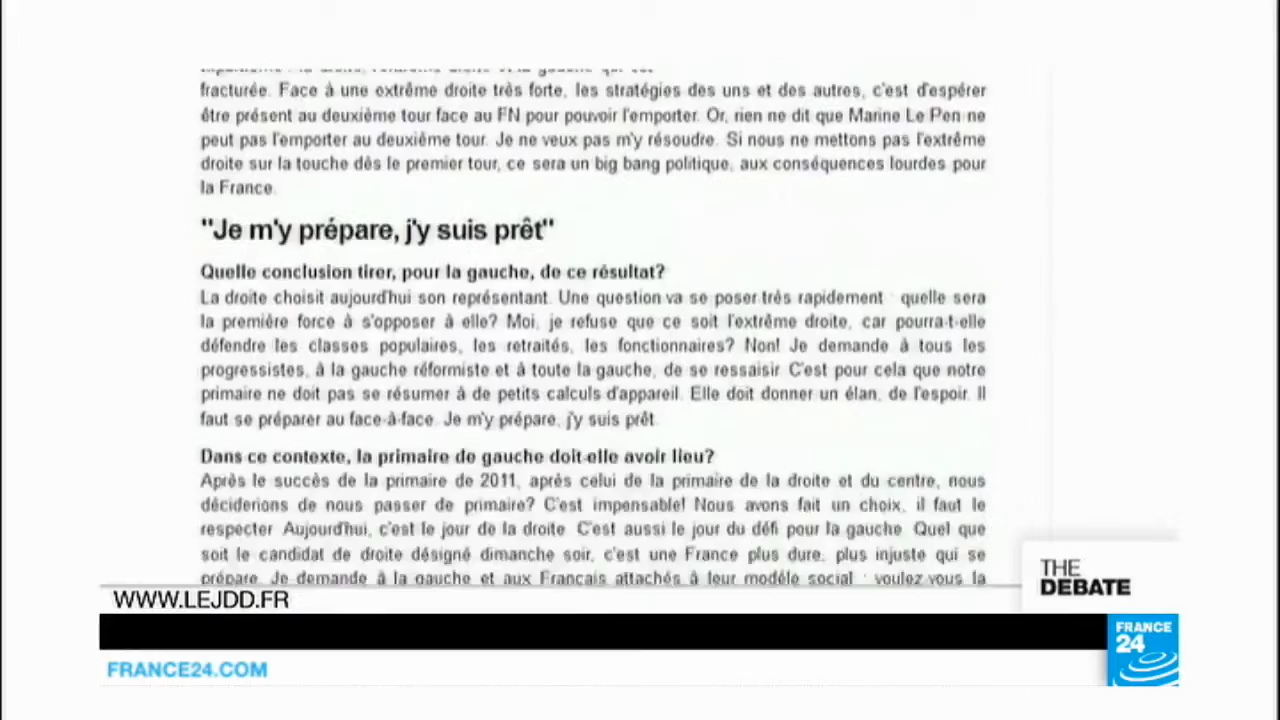 fracturée. Face à une extrême droite très forte, les stratégies des uns et des autres, c'est d'espérer
être présent au deuxième tour face au FN pour pouvoir l'emporter. Or, rien ne dit que Marine Le Pen ne
peut pas l'emporter au deuxième tour. Je ne veux pas m'y résoudre. Si nous ne mettons pas l'extrême
droite sur la touche dès le premier tour, ce sera un big bang politique, aux conséquences lourdes pour
la France.
"Je m'y prépare, j'y suis prêt"
Quelle conclusion tirer, pour la gauche, de ce résultat?
La droite choisit aujourd'hui son représentant. Une question va se poser très rapidement : quelle sera
la première force à s'opposer à elle? Moi, je refuse que ce soit l'extrême droite, car pourra-t-elle
défendre les classes populaires, les retraités, les fonctionnaires? Non! Je demande à tous les
progressistes, à la gauche réformiste et à toute la gauche, de se ressaisir. C'est pour cela que notre
primaire ne doit pas se résumer à de petits calculs d'appareil. Elle doit donner un élan, de l'espoir. Il
faut se préparer au face-à-face. Je m'y prépare, j'y suis prêt.
Dans ce contexte, la primaire de gauche doit-elle avoir lieu?
Après le succès de la primaire de 2011, après celui de la primaire de la droite et du centre, nous
déciderions de nous passer de primaire? C'est impensable! Nous avons fait un choix, il faut le
respecter. Aujourd'hui, c'est le jour de la droite. C'est aussi le jour du défi pour la gauche. Quel que
soit le candidat de droite désigné dimanche soir, c'est une France plus dure, plus injuste qui se
prépare. Je demande à la gauche et aux Français attachés à leur modèle social : voulez-vous la
WWW.LEJDD.FR
THE
DEBATE
FRANCE
24
FRANCE24.COM